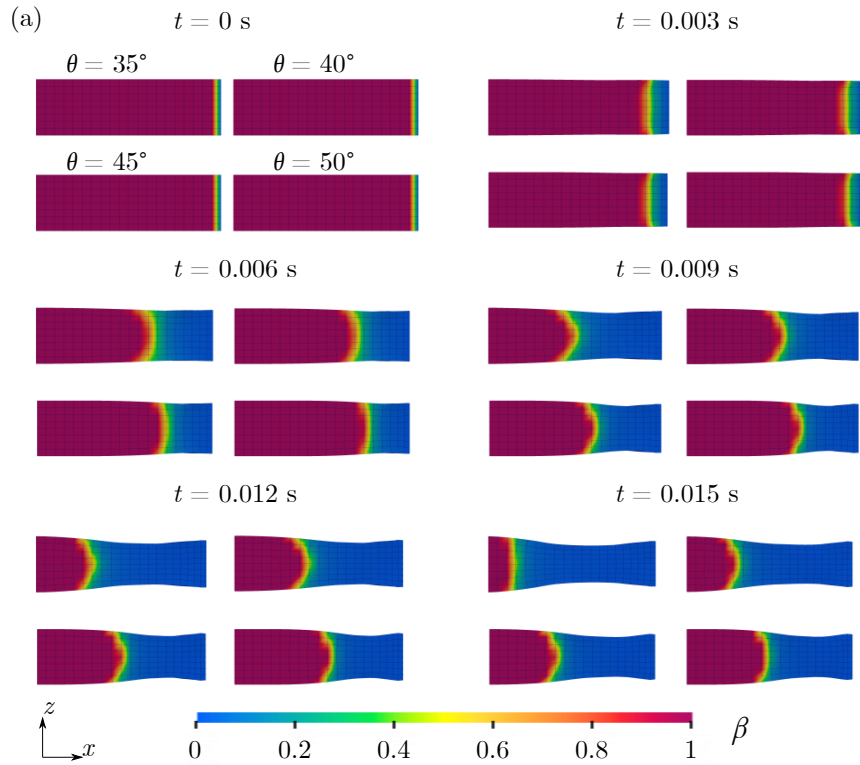 (a)
t = 0 s
t = 0.003 s
θ = 35° θ = 40°
θ = 45° θ = 50°
t = 0.006 s
t = 0.009 s
t = 0.012 s
t = 0.015 s
z
x
0 0.2 0.4 0.6 0.8 1
β